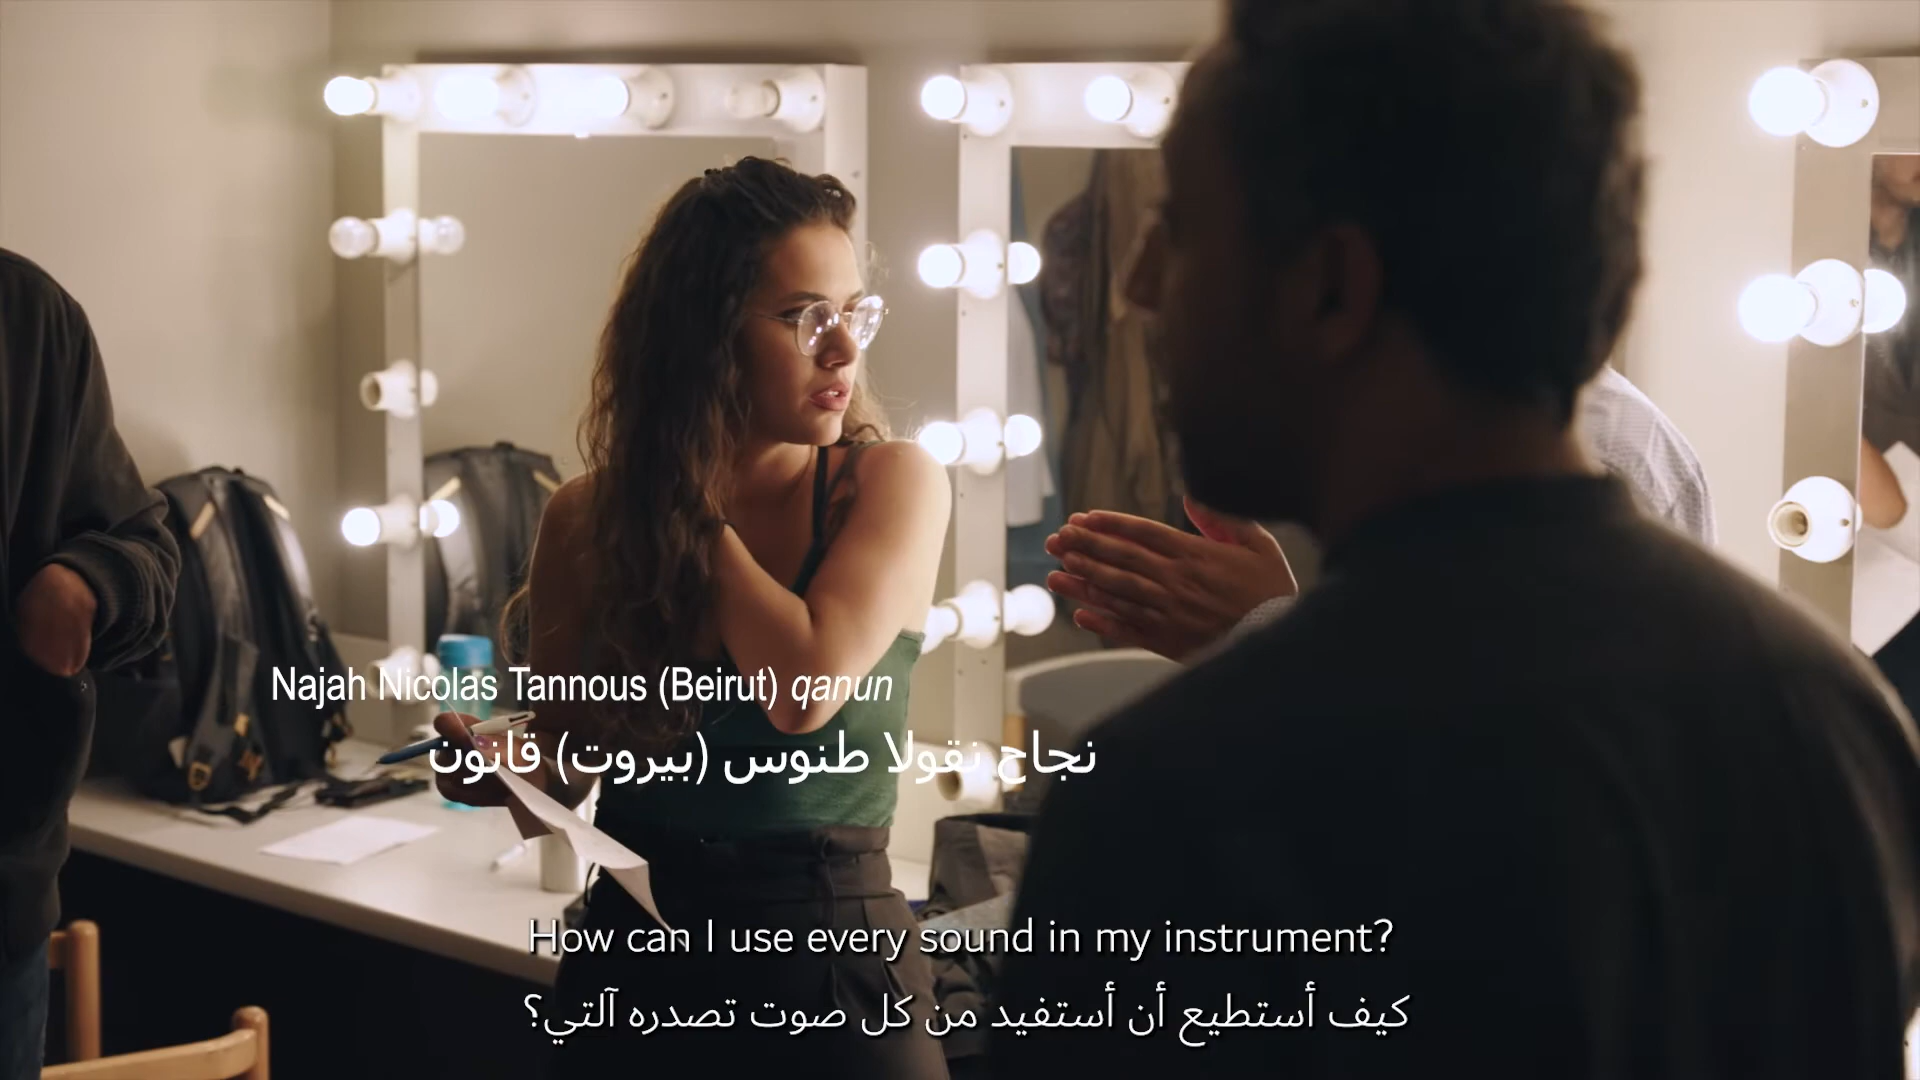 Najah Nicolas Tannous (Beirut) qanun
نجاح نقولا طنوس (بيروت) قانون
How can I use every sound in my instrument?
كيف أستطيع أن أستفيد من كل صوت تصدره آلتي؟